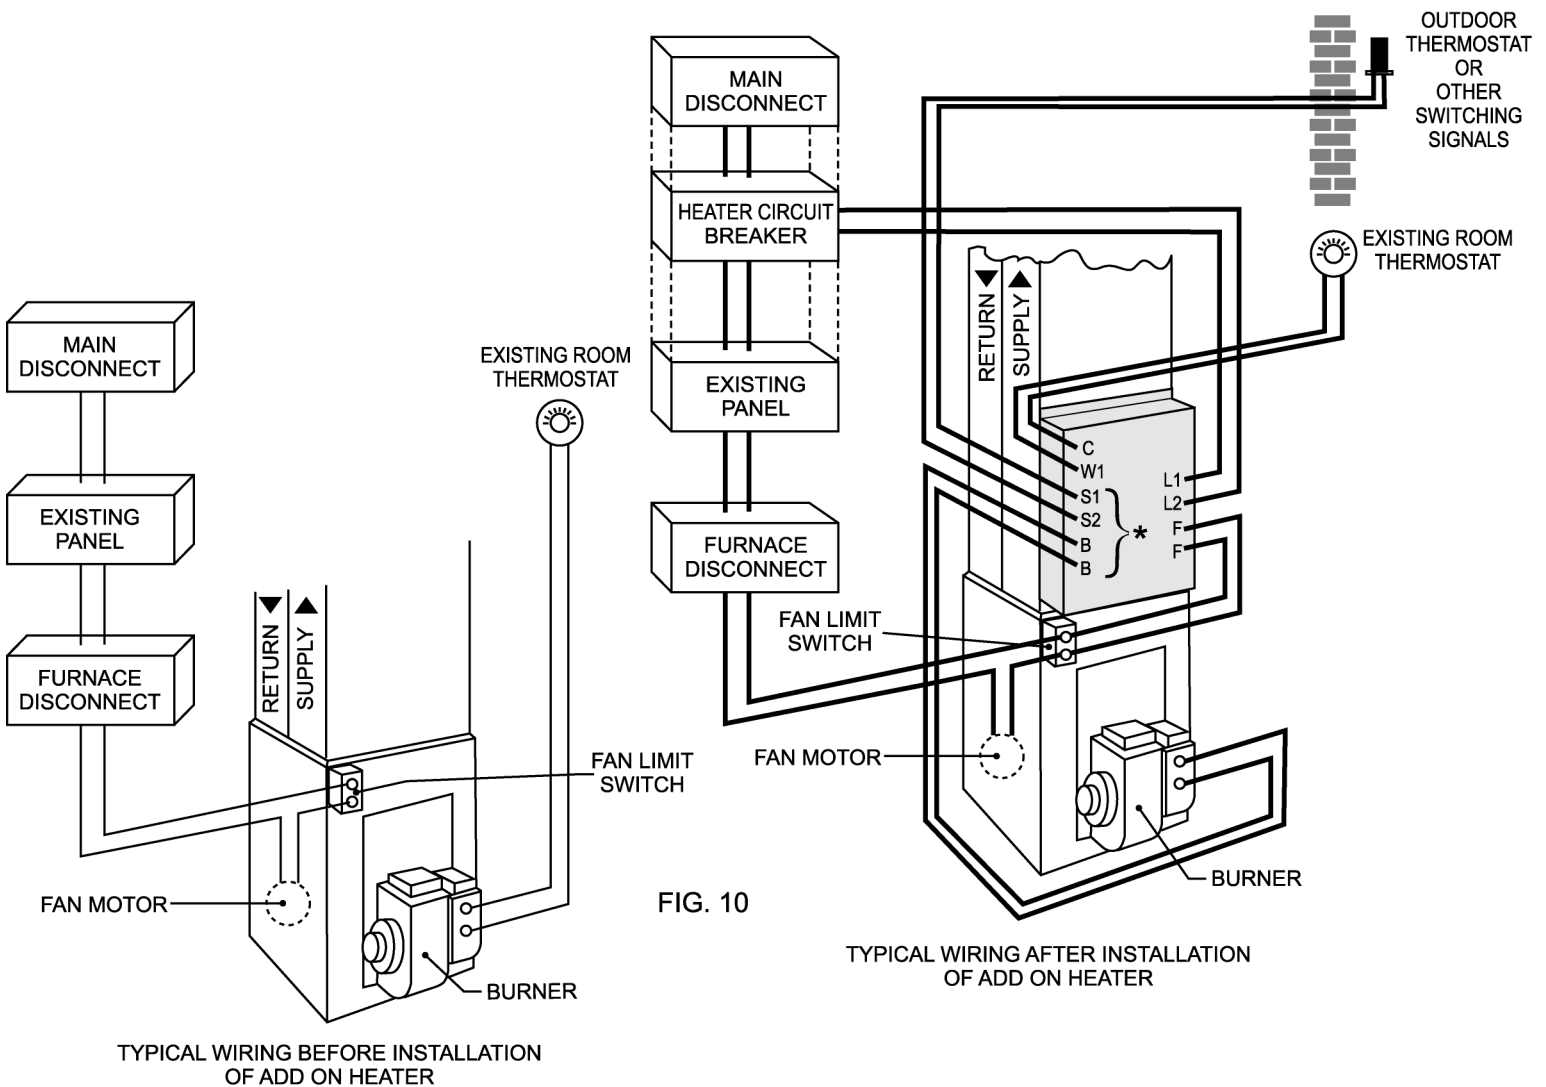 MAIN
DISCONNECT
EXISTING
PANEL
FURNACE
DISCONNECT
RETURN
SUPPLY
EXISTING ROOM
THERMOSTAT
FAN LIMIT
SWITCH
FAN MOTOR
BURNER
TYPICAL WIRING BEFORE INSTALLATION
OF ADD ON HEATER
FIG. 10
MAIN
DISCONNECT
HEATER CIRCUIT
BREAKER
EXISTING
PANEL
FURNACE
DISCONNECT
OUTDOOR
THERMOSTAT
OR
OTHER
SWITCHING
SIGNALS
EXISTING ROOM
THERMOSTAT
RETURN
SUPPLY
C
W1
S1
S2
B
B
*
L1
L2
F
F
FAN LIMIT
SWITCH
FAN MOTOR
BURNER
TYPICAL WIRING AFTER INSTALLATION
OF ADD ON HEATER